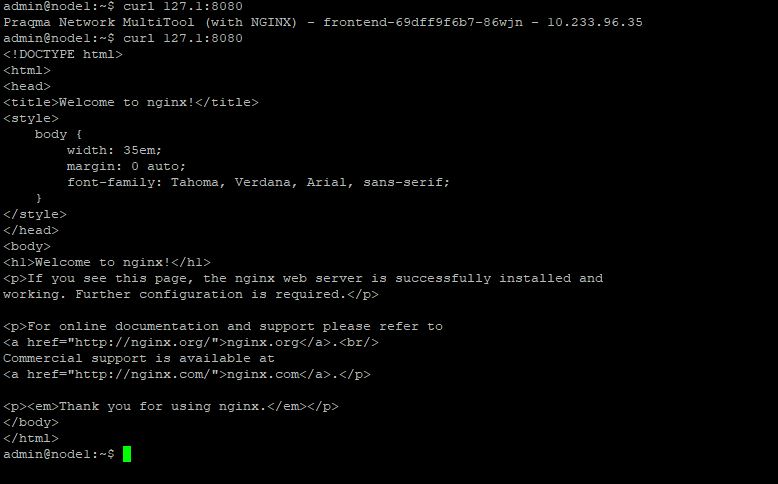 admin@node1:~$ curl 127.1:8080
Praqma Network MultiTool (with NGINX) - frontend-69dff9f6b7-86wjn - 10.233.96.35
admin@node1:~$ curl 127.1:8080
<!DOCTYPE html>
<html>
<head>
<title>Welcome to nginx!</title>
<style>
    body {
        width: 35em;
        margin: 0 auto;
        font-family: Tahoma, Verdana, Arial, sans-serif;
    }
</style>
</head>
<body>
<h1>Welcome to nginx!</h1>
<p>If you see this page, the nginx web server is successfully installed and
working. Further configuration is required.</p>

<p>For online documentation and support please refer to
<a href="http://nginx.org/">nginx.org</a>.<br/>
Commercial support is available at
<a href="http://nginx.com/">nginx.com</a>.</p>

<p><em>Thank you for using nginx.</em></p>
</body>
</html>
admin@node1:~$